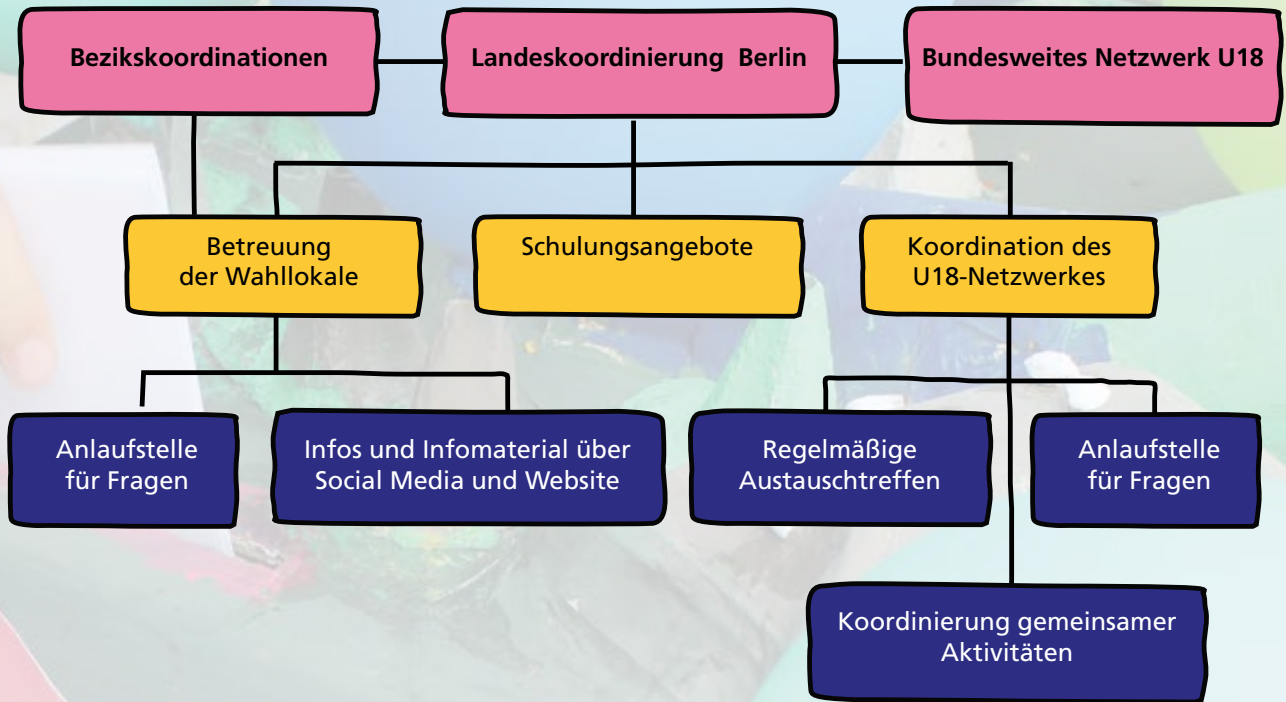 Bezikskoordinationen
Landeskoordinierung Berlin
Bundesweites Netzwerk U18
Betreuung
der Wahllokale
Schulungsangebote
Koordination des
U18-Netzwerkes
Anlaufstelle
für Fragen
Infos und Infomaterial über
Social Media und Website
Regelmäßige
Austauschtreffen
Anlaufstelle
für Fragen
Koordinierung gemeinsamer
Aktivitäten